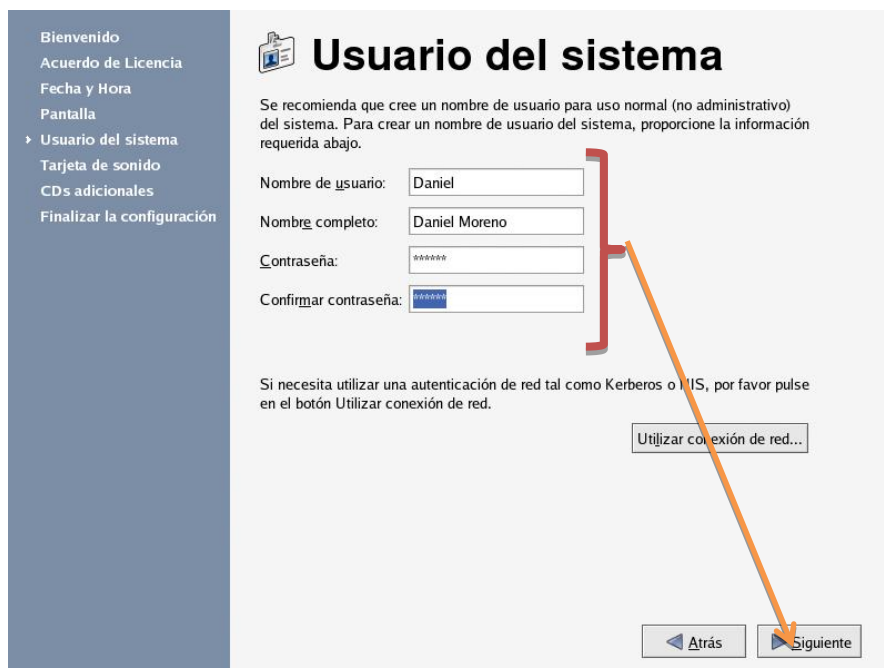 Bienvenido
Acuerdo de Licencia
Fecha y Hora
Pantalla
Usuario del sistema
Tarjeta de sonido
CDs adicionales
Finalizar la configuración
Usuario del sistema
Se recomienda que cree un nombre de usuario para uso normal (no administrativo)
del sistema. Para crear un nombre de usuario del sistema, proporcione la información
requerida abajo.
Nombre de usuario: Daniel
Nombre completo: Daniel Moreno
Contraseña: ******
Confirmar contraseña: ******
Si necesita utilizar una autenticación de red tal como Kerberos o NIS, por favor pulse
en el botón Utilizar conexión de red.
Utilizar conexión de red...
Atrás
Siguiente